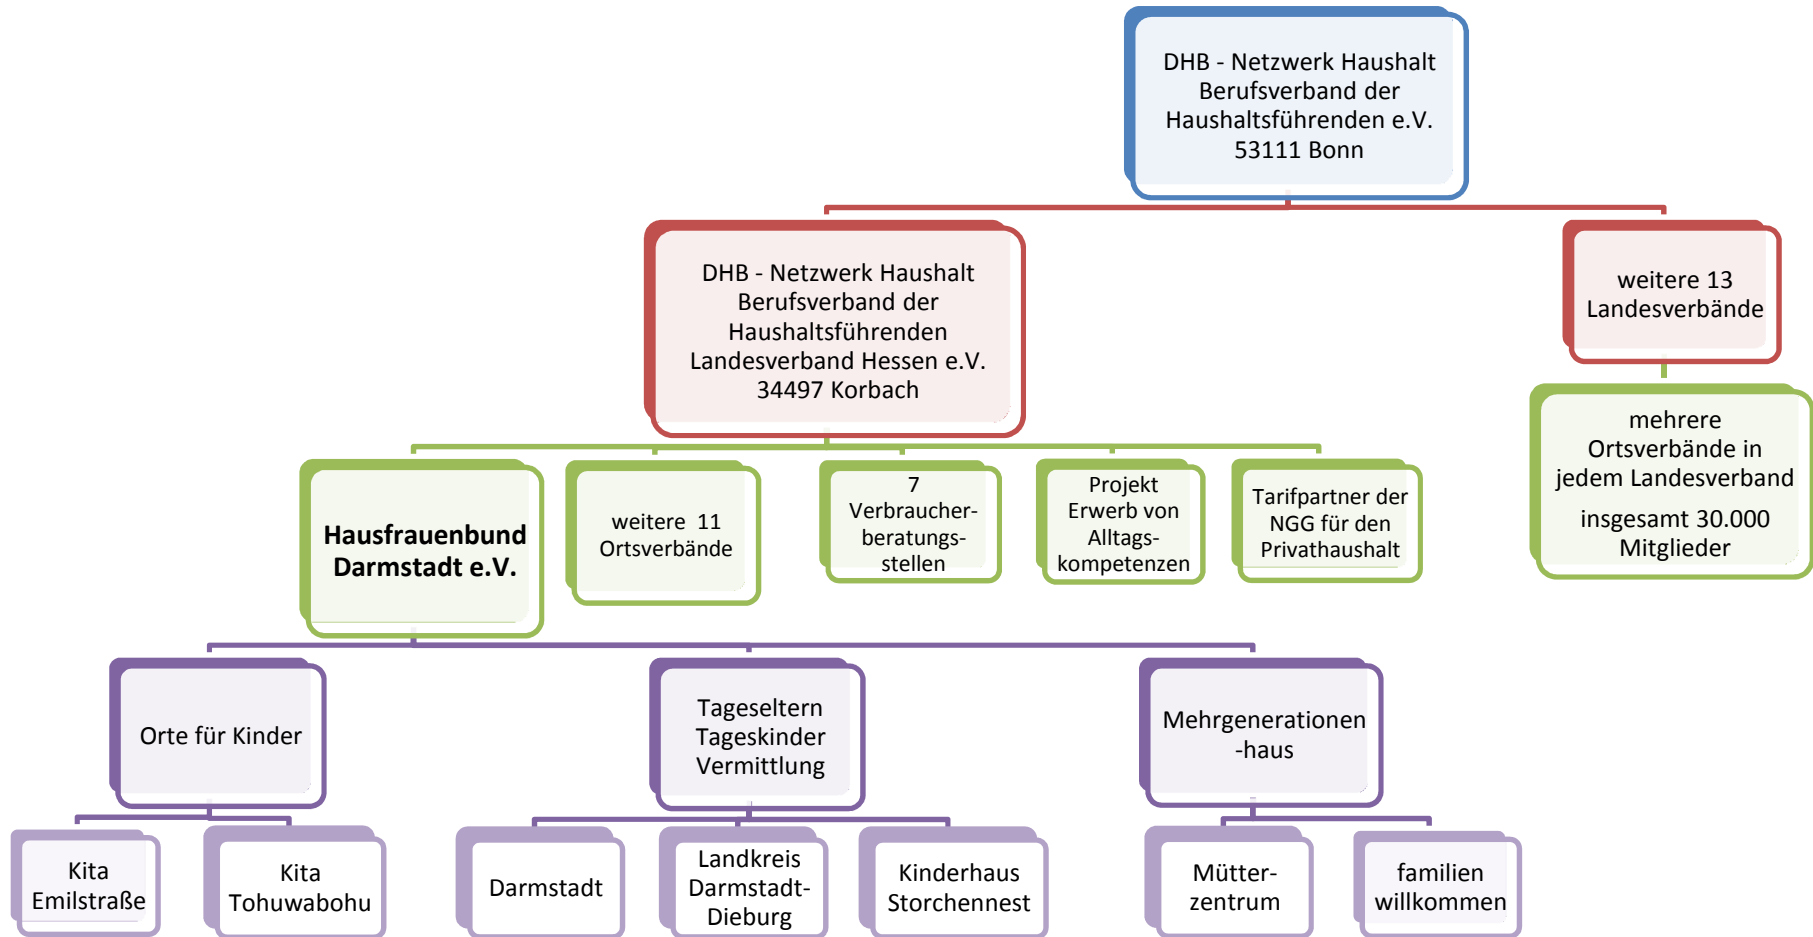 DHB - Netzwerk Haushalt
Berufsverband der
Haushaltsführenden e.V.
53111 Bonn
DHB - Netzwerk Haushalt
Berufsverband der
Haushaltsführenden
Landesverband Hessen e.V.
34497 Korbach
weitere 13
Landesverbände
mehrere
Ortsverbände in
jedem Landesverband
insgesamt 30.000
Mitglieder
Hausfrauenbund
Darmstadt e.V.
weitere 11
Ortsverbände
7
Verbraucher-
beratungs-
stellen
Projekt
Erwerb von
Alltags-
kompetenzen
Tarifpartner der
NGG für den
Privathaushalt
Orte für Kinder
Tageseltern
Tageskinder
Vermittlung
Mehrgenerationen
-haus
Kita
Emilstraße
Kita
Tohuwabohu
Darmstadt
Landkreis
Darmstadt-
Dieburg
Kinderhaus
Storchennest
Mütter-
zentrum
familien
willkommen